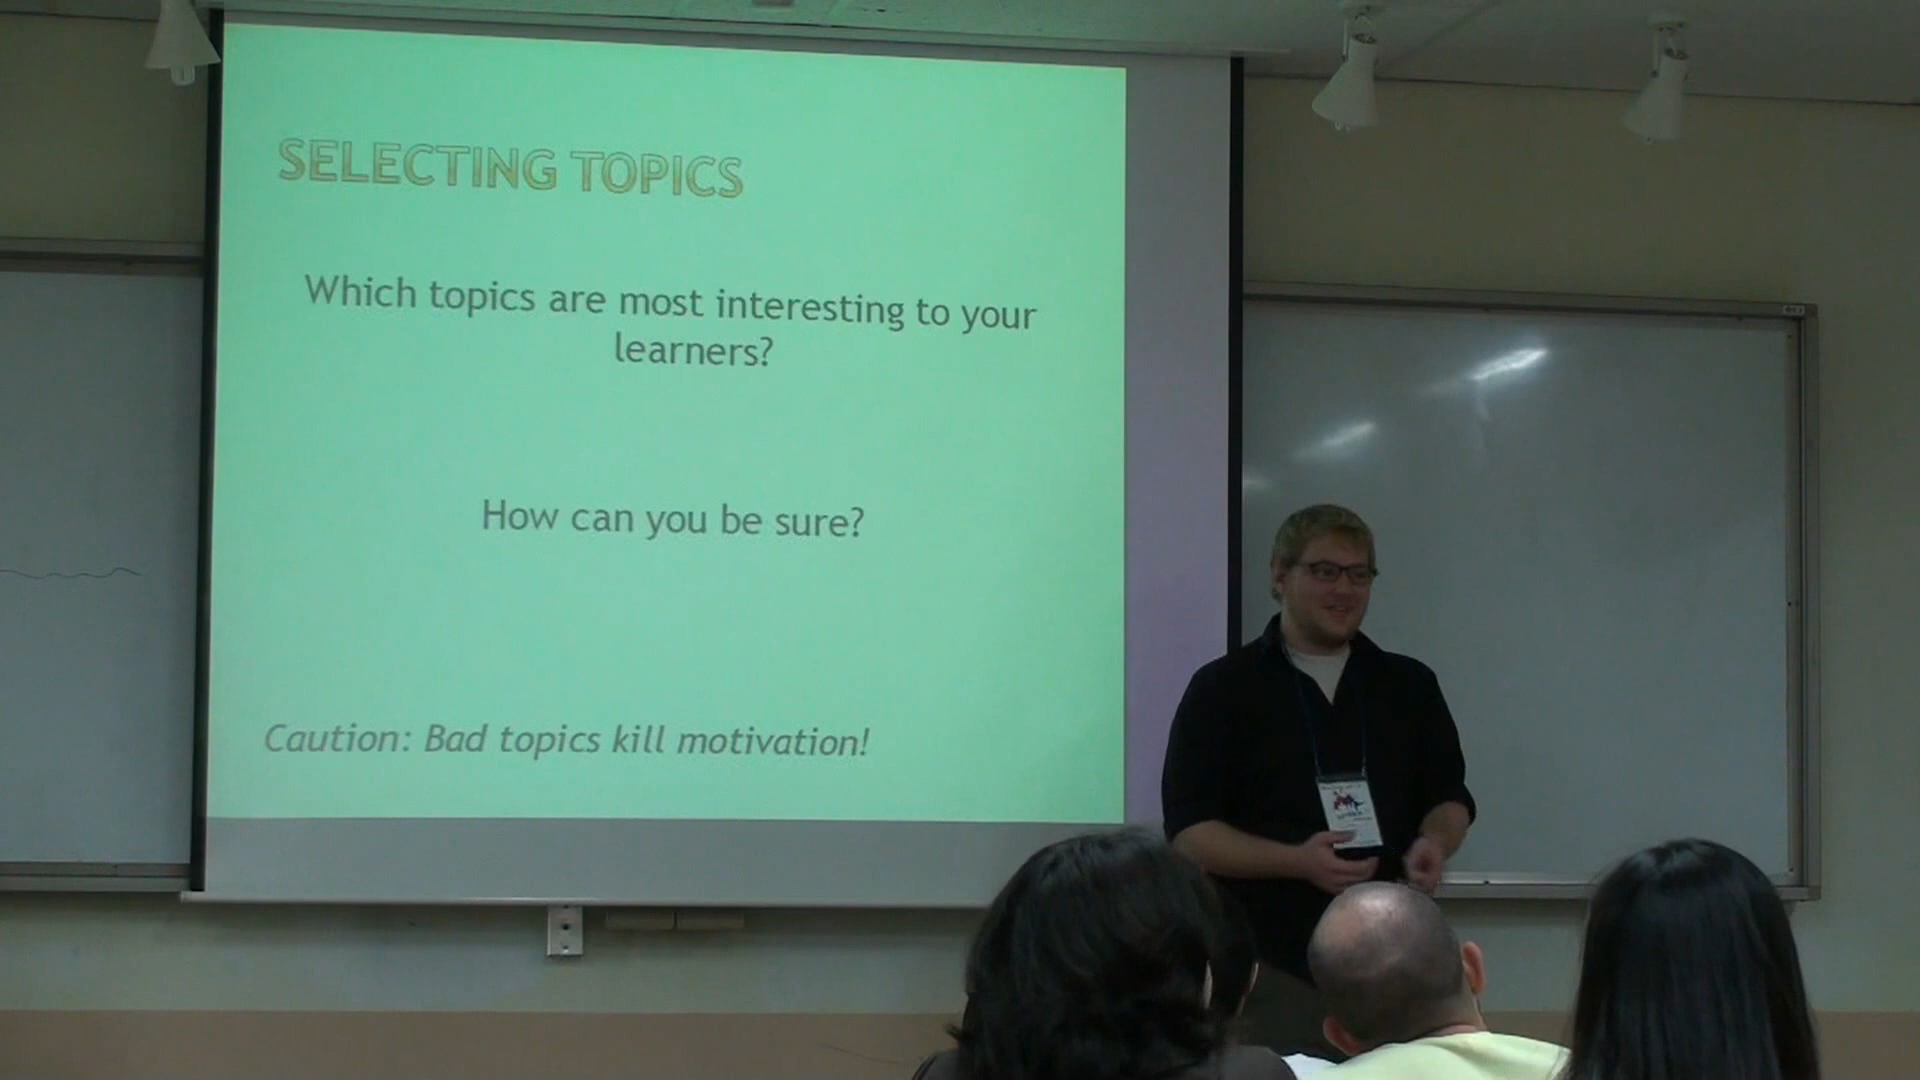 SELECTING TOPICS
Which topics are most interesting to your
learners?
How can you be sure?
Caution: Bad topics kill motivation!